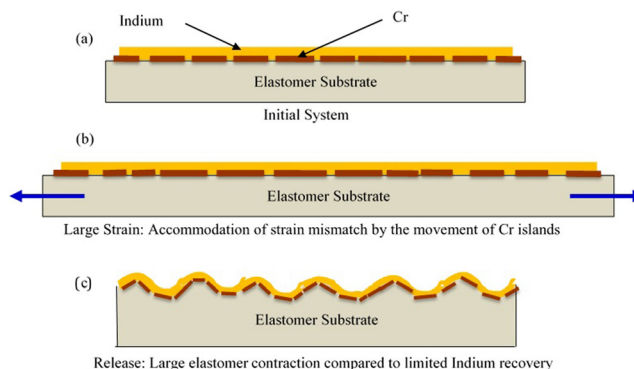 Indium
Cr
(a)
Elastomer Substrate
Initial System
(b)
Elastomer Substrate
Large Strain: Accommodation of strain mismatch by the movement of Cr islands
(c)
Elastomer Substrate
Release: Large elastomer contraction compared to limited Indium recovery